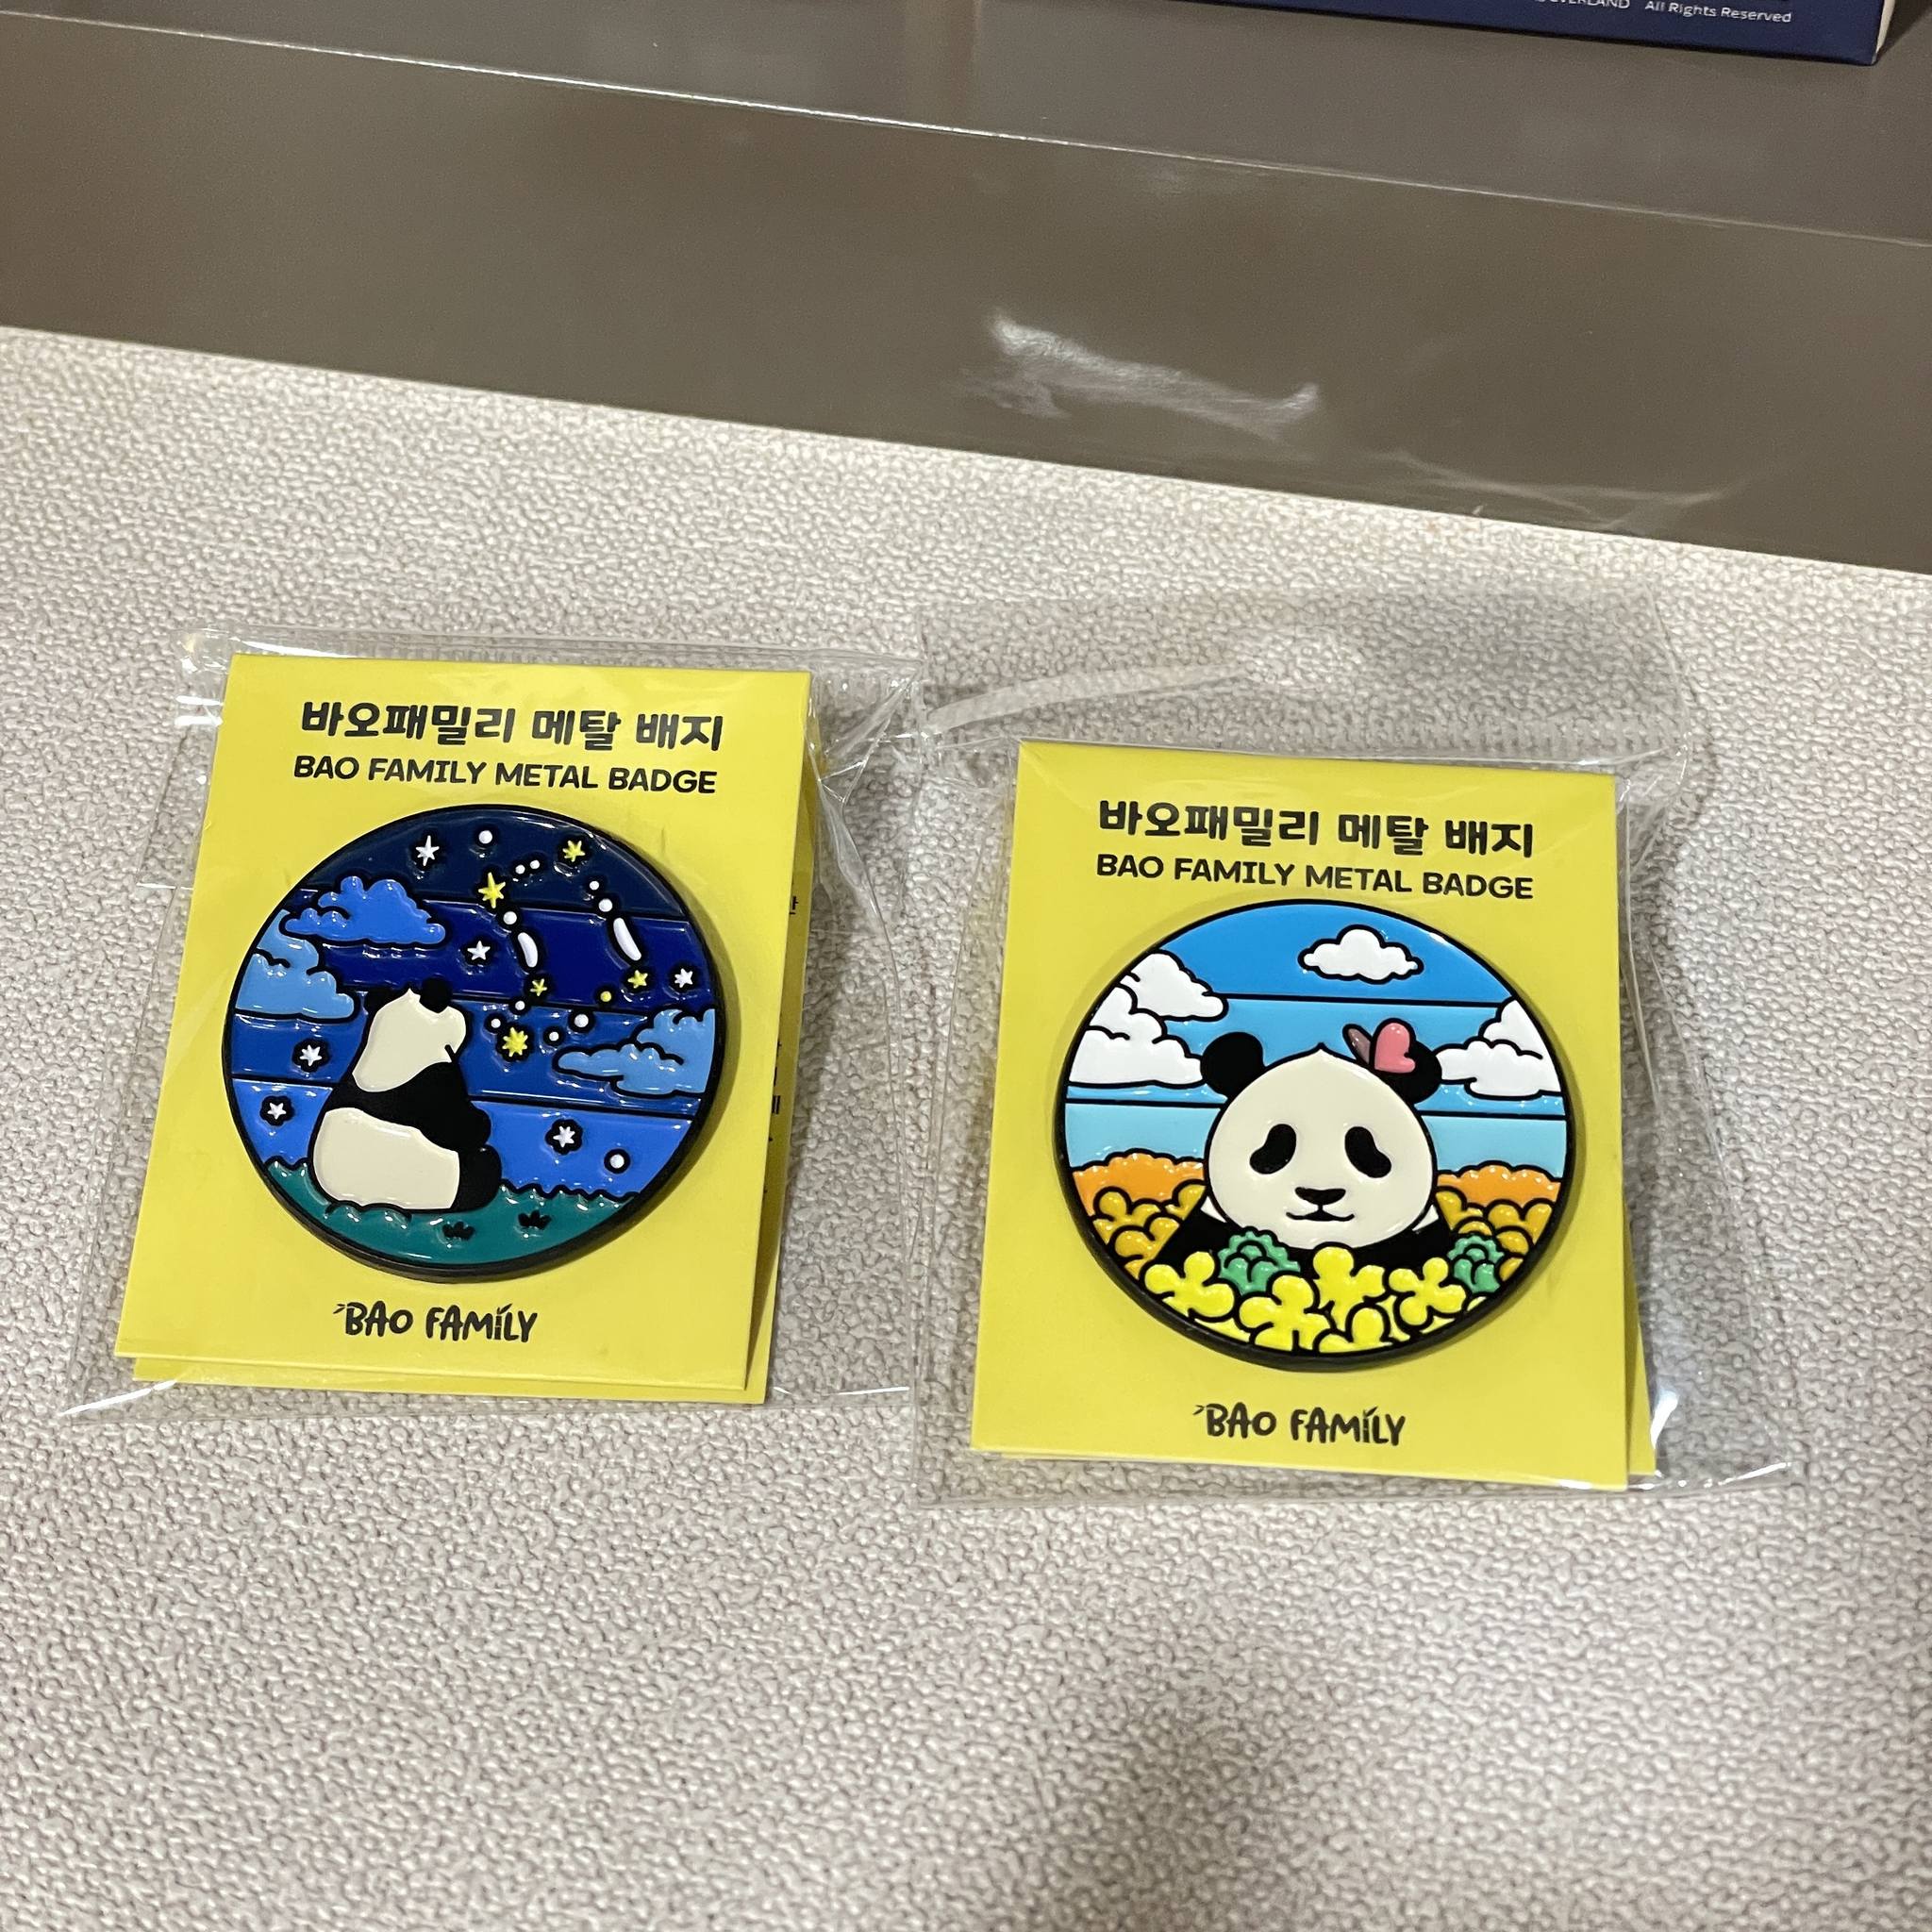 EVERLAND All Rights Reserved
바오패밀리 메탈 배지
BAO FAMILY METAL BADGE
BAO FAMILY
바오패밀리 메탈 배지
BAO FAMILY METAL BADGE
BAO FAMILY